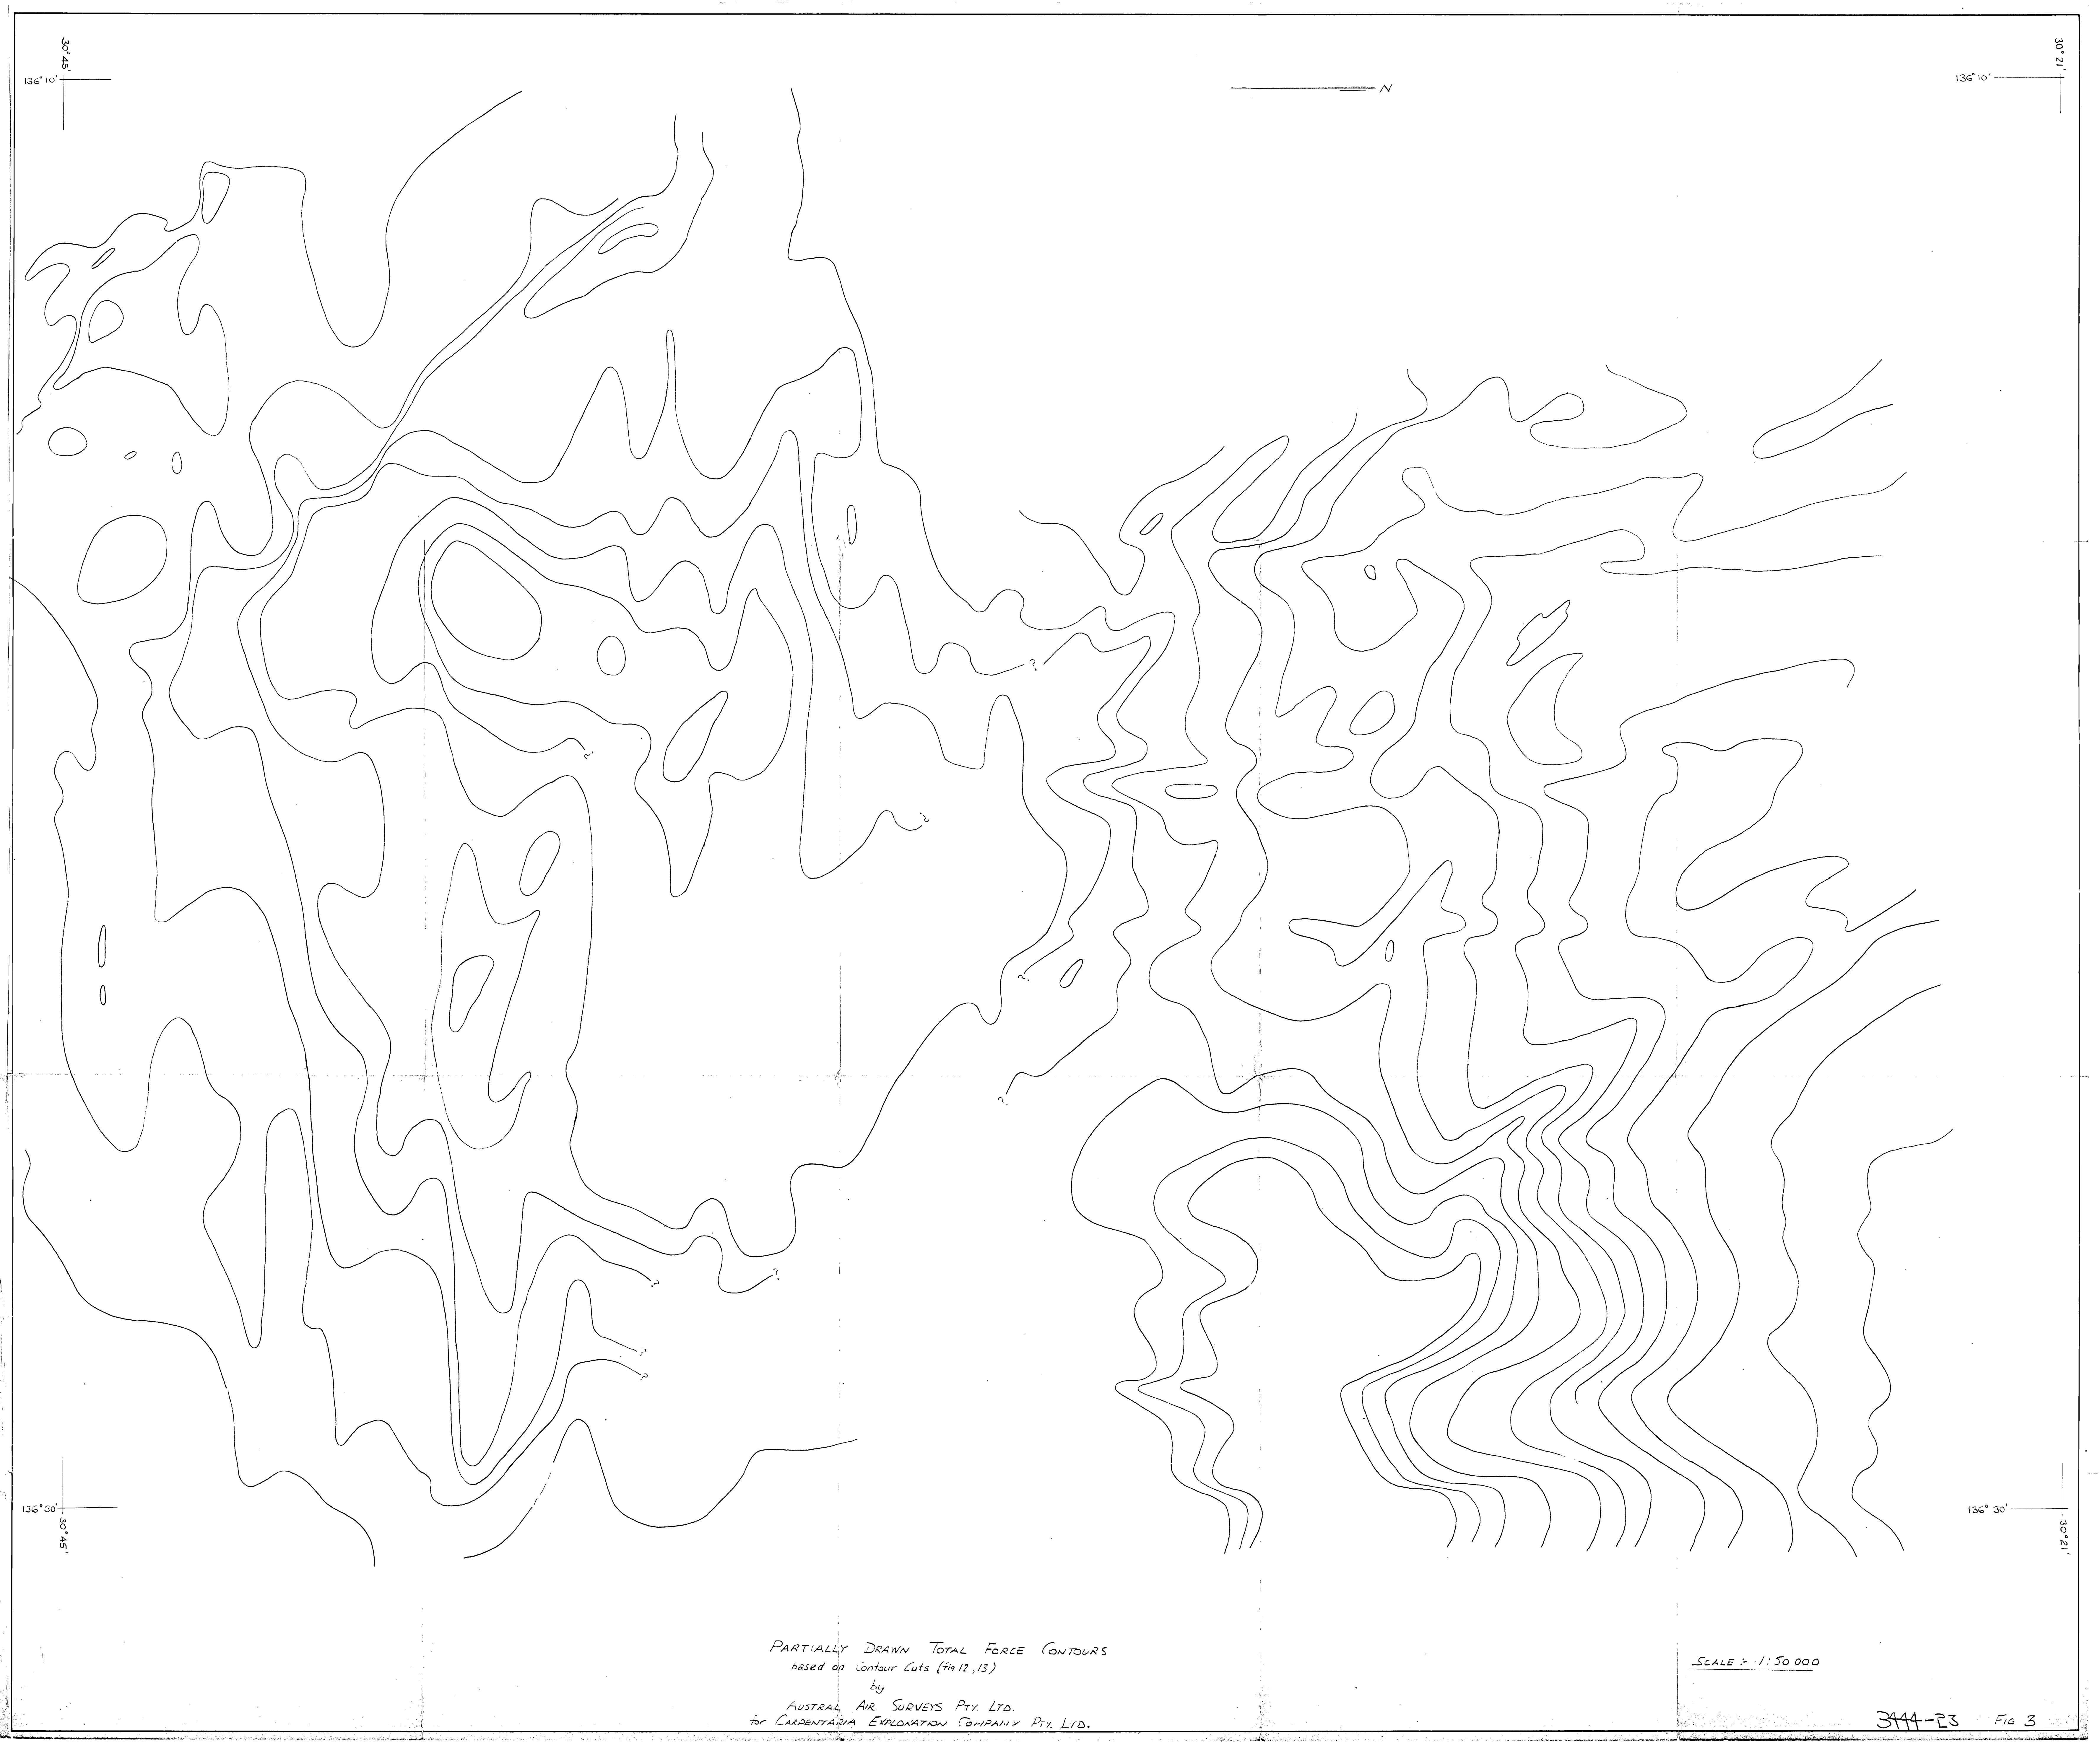 30°45'
30°21'
136°10'
136°10'
N
?
?
?
?
?
?
?
?
?
136°30'
136° 30'
30°45'
30°21'
PARTIALLY DRAWN TOTAL FORCE CONTOURS
based on Contour Cuts (fig 12, 13)
by
AUSTRAL AIR SURVEYS PTY. LTD.
for CARPENTARIA EXPLORATION COMPANY PTY. LTD.
SCALE :- 1:50 000
3444-23 FIG 3